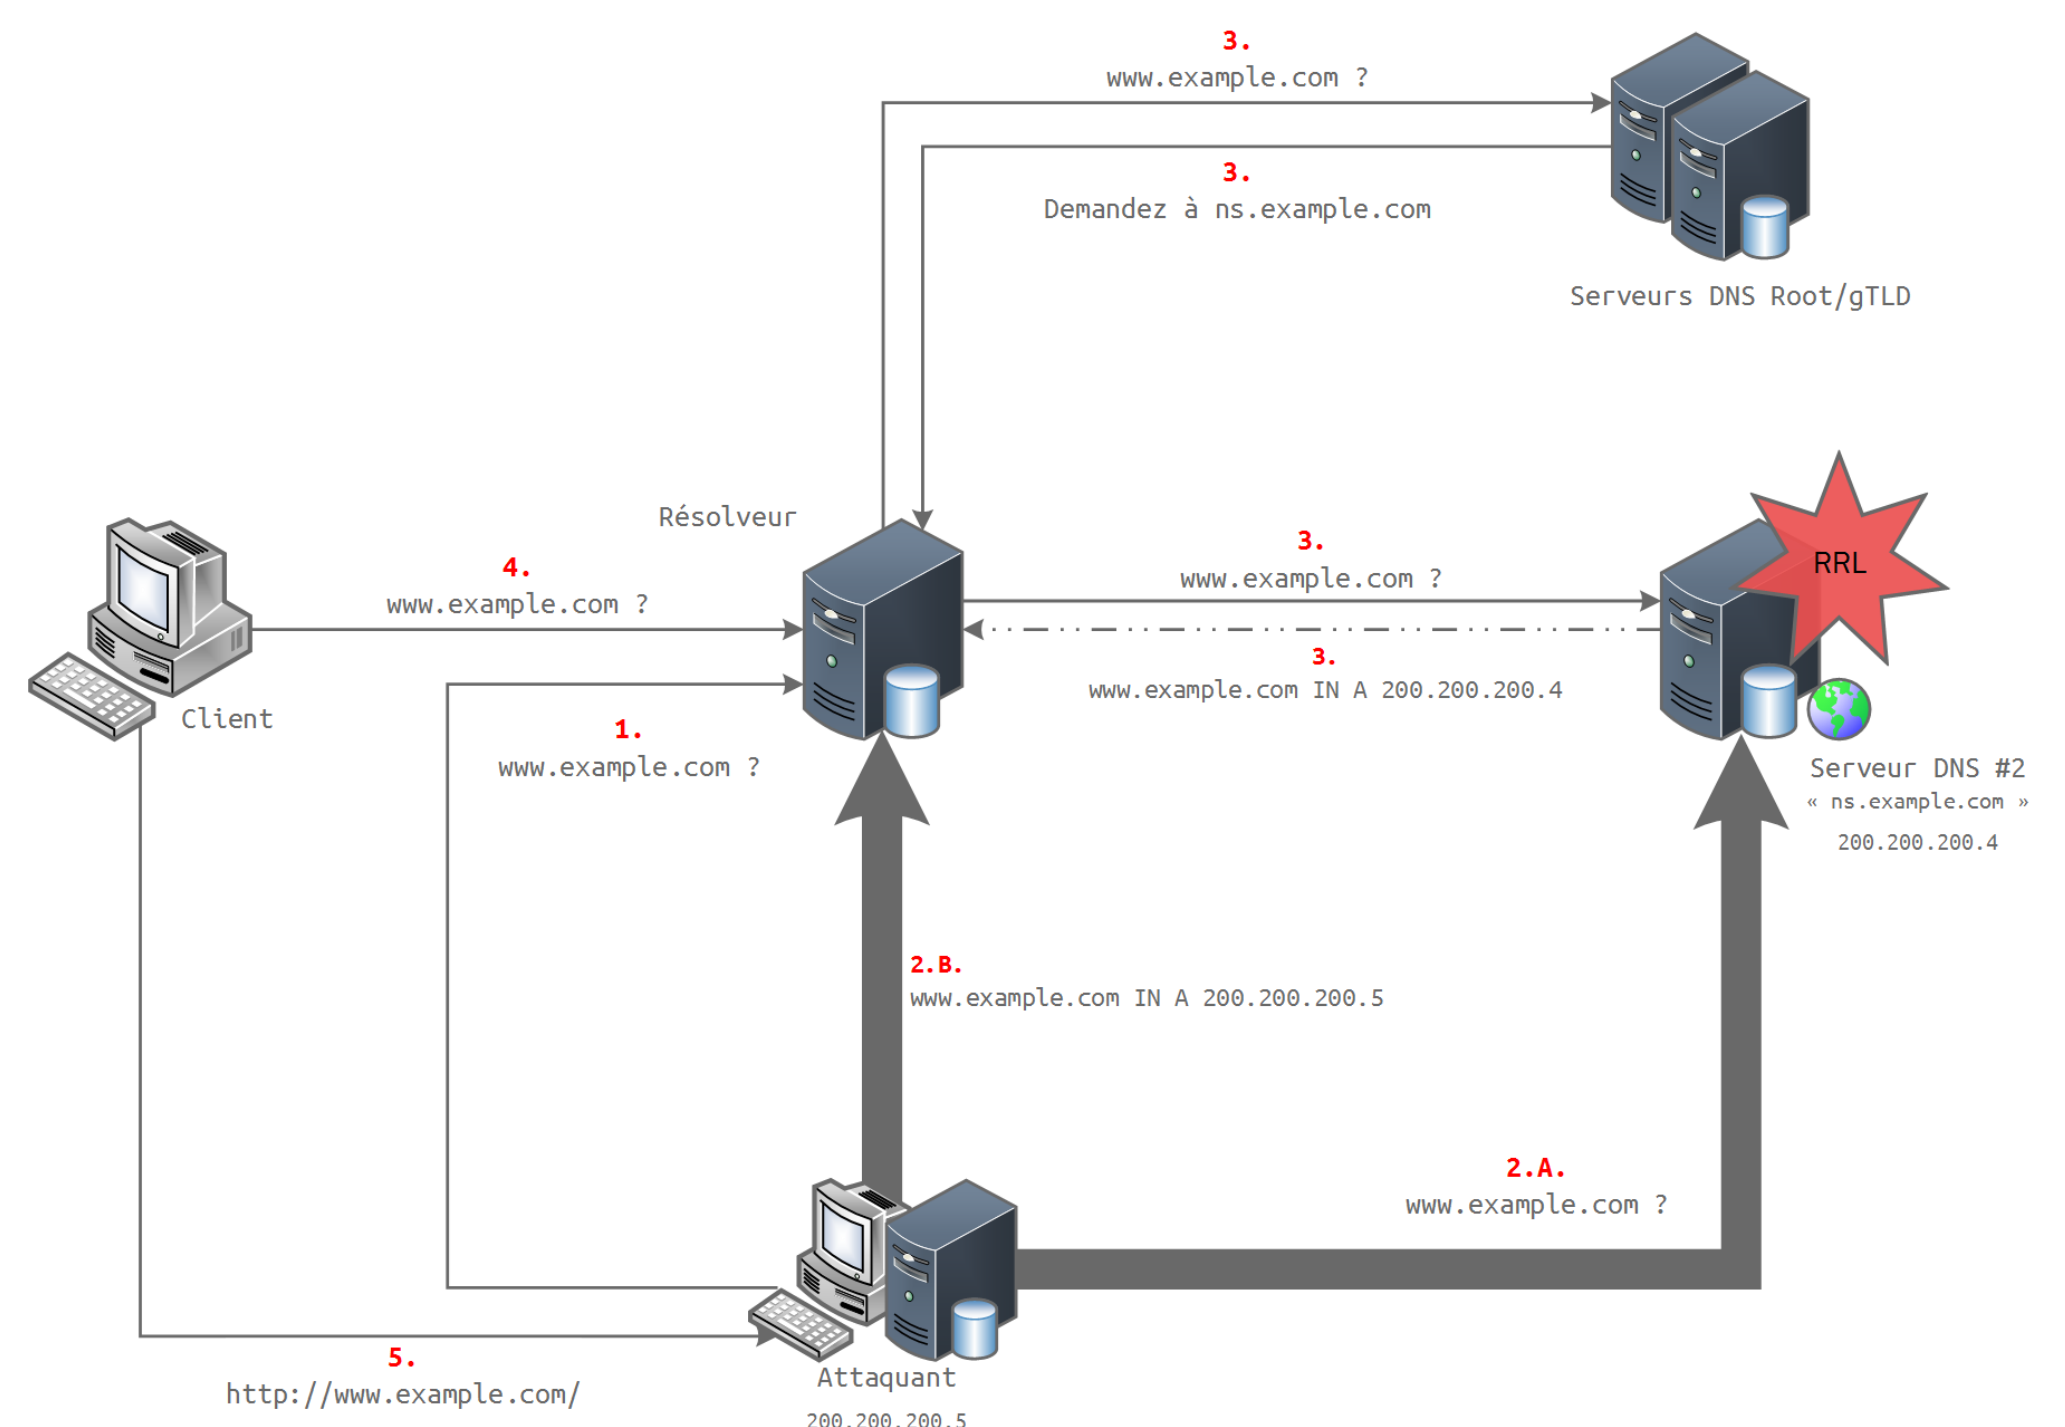 3.
www.example.com ?
3.
Demandez à ns.example.com
Serveurs DNS Root/gTLD
Résolveur
4.
www.example.com ?
3.
www.example.com ?
RRL
3.
www.example.com IN A 200.200.200.4
Client
1.
www.example.com ?
Serveur DNS #2
« ns.example.com »
200.200.200.4
2.B.
www.example.com IN A 200.200.200.5
2.A.
www.example.com ?
5.
http://www.example.com/
Attaquant
200.200.200.5